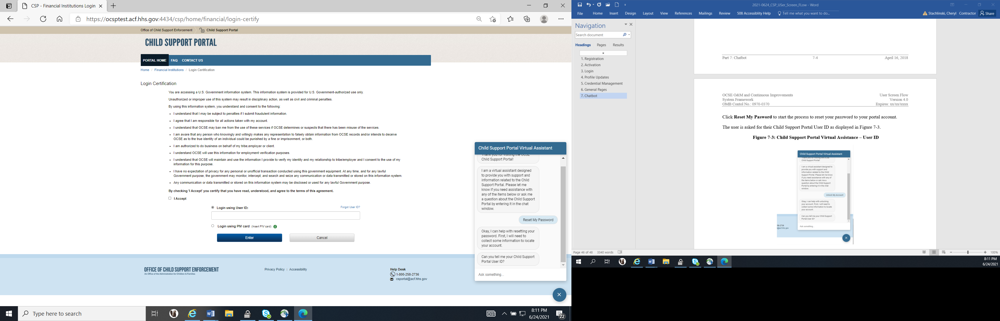 CSP - Financial Institutions Login
https://ocsptest.acf.hhs.gov:4434/csp/home/financial/login-certify
Office of Child Support Enforcement
Child Support Portal
CHILD SUPPORT PORTAL
PORTAL HOME FAQ CONTACT US
Home / Financial Institutions / Login Certification
Login Certification
You are accessing a U.S. Government information system. This information system is provided for U.S. Government-authorized use only.
Unauthorized or improper use of this system may result in disciplinary action, as well as civil and criminal penalties.
By using this information system, you understand and consent to the following:
• I understand that I may be subject to penalties if I submit fraudulent information.
• I agree that I am responsible for all actions taken with my account.
• I understand that OCSE may ban me from the use of these services if OCSE determines or suspects that there has been misuse of the services.
• I am aware that any person who knowingly and willingly makes any representation to falsely obtain information from OCSE records and/or intends to deceive
OCSE as to the true identity of an individual could be punished by a fine or imprisonment, or both.
• I am authorized to do business on behalf of my tribe,employer or client.
• I understand OCSE will use this information for employment verification purposes.
• I understand that OCSE will maintain and use the information I provide to verify my identity and my relationship to tribe/employer and I consent to the use of my
information for this purpose.
• I have no expectation of privacy for any personal or unofficial transaction conducted using this government equipment. At any time, and for any lawful
Government purpose, the government may monitor, intercept, and search and seize any communication or data transmitted or stored on this information system.
• Any communication or data transmitted or stored on this information system may be disclosed or used for any lawful Government purpose.
By checking 'I Accept' you certify that you have read, understood, and agree to the terms of this agreement.
I Accept
Login using User ID:
Forgot User ID?
Login using PIV card (Insert PIV card)
Enter
Cancel
OFFICE OF CHILD SUPPORT ENFORCEMENT
An Office of the Administration for Children & Families
Privacy Policy | Accessibility
Help Desk
1-800-258-2736
csportal@acf.hhs.gov
Child Support Portal Virtual Assistant
Thank you for visiting the OCSE
Child Support Portal!
I am a virtual assistant designed
to provide you with support and
information related to the Child
Support Portal. Please let me
know if you need assistance with
any of the items below or ask me
a question about the Child Support
Portal by entering it in the chat
window.
Reset My Password
Okay, I can help with resetting your
password. First, I will need to
collect some information to locate
your account.
Can you tell me your Child Support
Portal User ID?
Ask something...
Type here to search
8:11 PM
6/24/2021
22
2021-0624_CSP_USer_Screen_FLow - Word
File Home Insert Design Layout View References Mailings Review 508 Accessiblity Help Tell me what you want to do...
Stachlinski, Cheryl Contractor
Share
Navigation
Search document
Headings Pages Results
1. Registration
2. Activation
3. Login
4. Profile Updates
5. Credential Management
6. General Pages
7. Chatbot
Part 7: Chatbot 7-4 April 16, 2018
OCSE O&M and Continuous Improvements User Screen Flow
System Framework Version 4.0
OMB Contol No.: 0970-0370 Expires: xx/xx/xxxx
Click Reset My Pasword to start the process to reset your password to your portal account.
The user is asked for their Child Support Portal User ID as displayed in Figure 7-3.
Figure 7-3: Child Support Portal Virtual Assistance – User ID
Child Support Portal Virtual Assistant
Thank you for visiting the OCSE
Child Support Portal!
I am a virtual assistant designed to
provide you with support and
information related to the Child
Support Portal. Please let me know
if you need assistance with any of
the items below or ask me a
question about the Child Support
Portal by entering it in the chat
window.
Unlock My Account
Okay, I can help with unlocking
your account. First, I will need to
collect some information to locate
your account.
Can you tell me your Child Support
Portal User ID?
Ask something...
58-2736
@acf.hhs.gov
Page 46 of 48 3340 words
100%
8:11 PM
6/24/2021